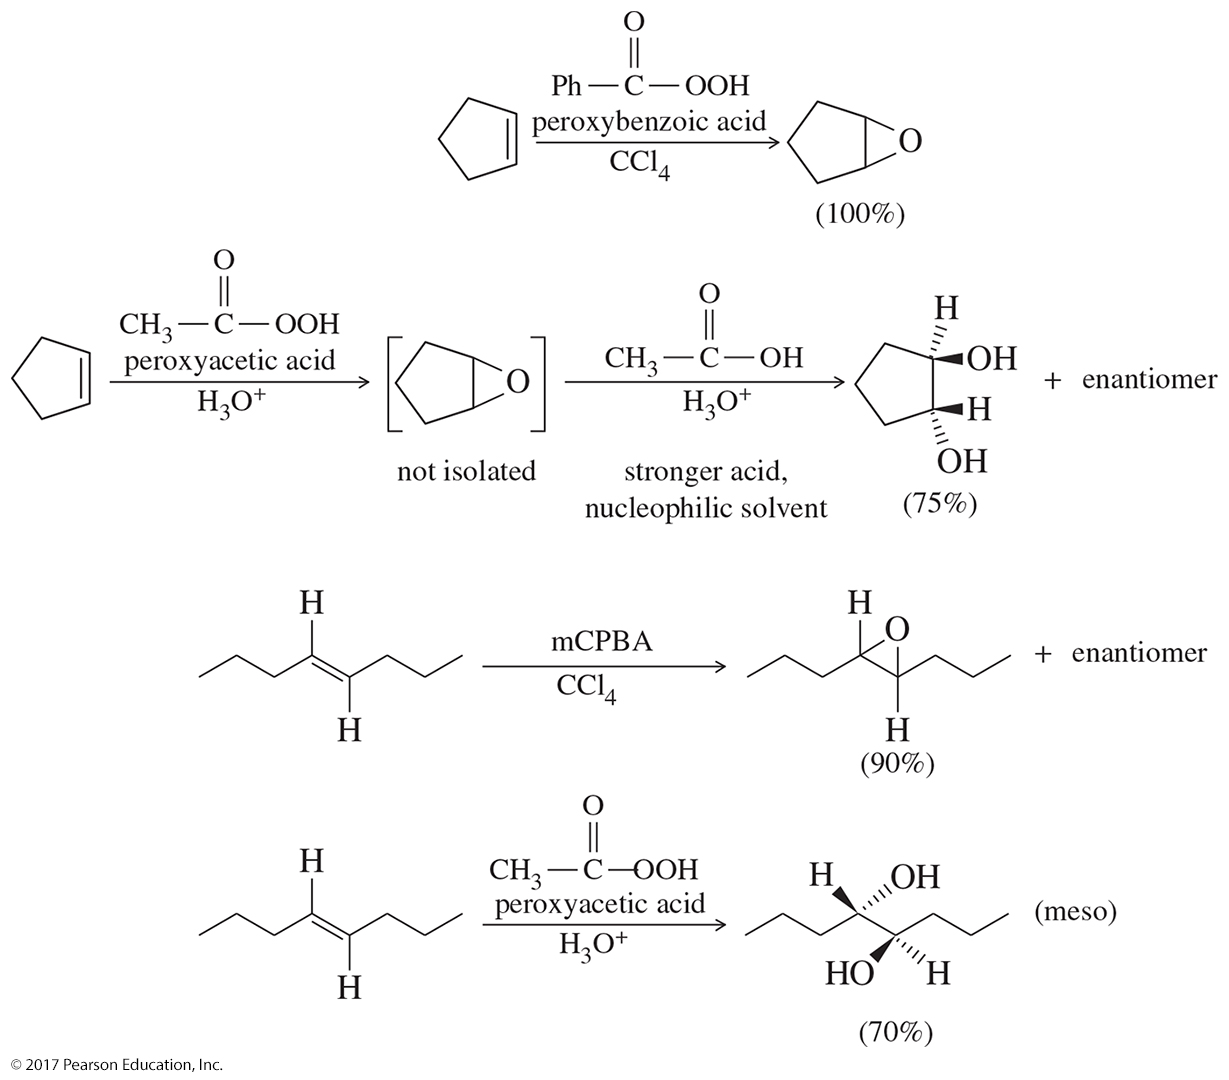 O
Ph — C — OOH
peroxybenzoic acid
CCl₄
O
(100%)
O
CH₃ — C — OOH
peroxyacetic acid
H₃O⁺
O
not isolated
O
CH₃ — C — OH
H₃O⁺
stronger acid,
nucleophilic solvent
H
OH
H
OH
(75%)
+ enantiomer
H
H
mCPBA
CCl₄
H
O
H
(90%)
+ enantiomer
H
H
O
CH₃ — C — OOH
peroxyacetic acid
H₃O⁺
H
OH
HO
H
(meso)
(70%)
© 2017 Pearson Education, Inc.